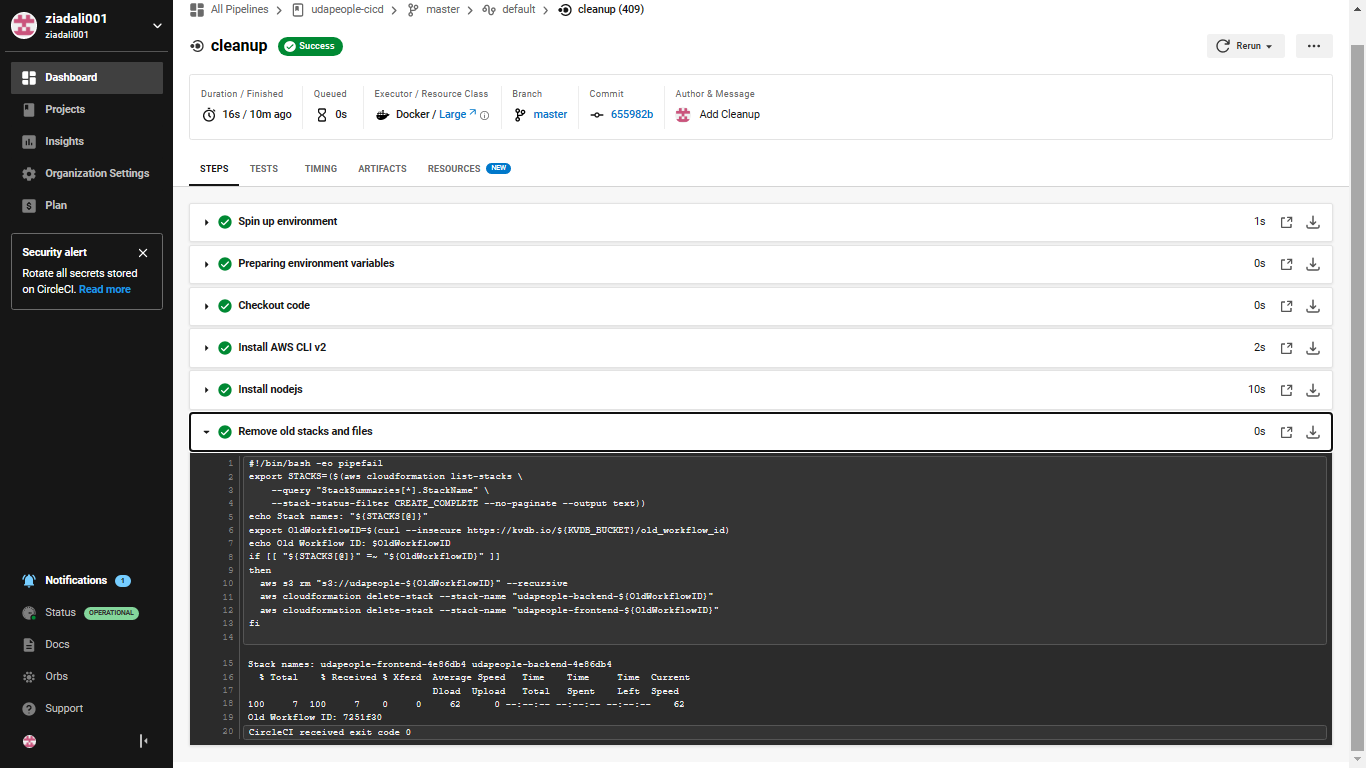 ziadali001
ziadali001
Dashboard
Projects
Insights
Organization Settings
$ Plan
Security alert
Rotate all secrets stored
on CircleCI. Read more
Notifications 1
Status OPERATIONAL
Docs
Orbs
Support
All Pipelines > udapeople-cicd > master > default > cleanup (409)
cleanup Success
Rerun
Duration / Finished Queued Executor / Resource Class Branch Commit Author & Message
16s / 10m ago 0s Docker / Large master 655982b Add Cleanup
STEPS TESTS TIMING ARTIFACTS RESOURCES NEW
Spin up environment 1s
Preparing environment variables 0s
Checkout code 0s
Install AWS CLI v2 2s
Install nodejs 10s
Remove old stacks and files 0s
1 #!/bin/bash -eo pipefail
2 export STACKS=($(aws cloudformation list-stacks \
3 --query "StackSummaries[*].StackName" \
4 --stack-status-filter CREATE_COMPLETE --no-paginate --output text))
5 echo Stack names: "${STACKS[@]}"
6 export OldWorkflowID=$(curl --insecure https://kvdb.io/${KVDB_BUCKET}/old_workflow_id)
7 echo Old Workflow ID: $OldWorkflowID
8 if [[ "${STACKS[@]}" =~ "${OldWorkflowID}" ]]
9 then
10 aws s3 rm "s3://udapeople-${OldWorkflowID}" --recursive
11 aws cloudformation delete-stack --stack-name "udapeople-backend-${OldWorkflowID}"
12 aws cloudformation delete-stack --stack-name "udapeople-frontend-${OldWorkflowID}"
13 fi
14
15 Stack names: udapeople-frontend-4e86db4 udapeople-backend-4e86db4
16 % Total % Received % Xferd Average Speed Time Time Time Current
17 Dload Upload Total Spent Left Speed
18 100 7 100 7 0 0 62 0 --:--:-- --:--:-- --:--:-- 62
19 Old Workflow ID: 7251f30
20 CircleCI received exit code 0